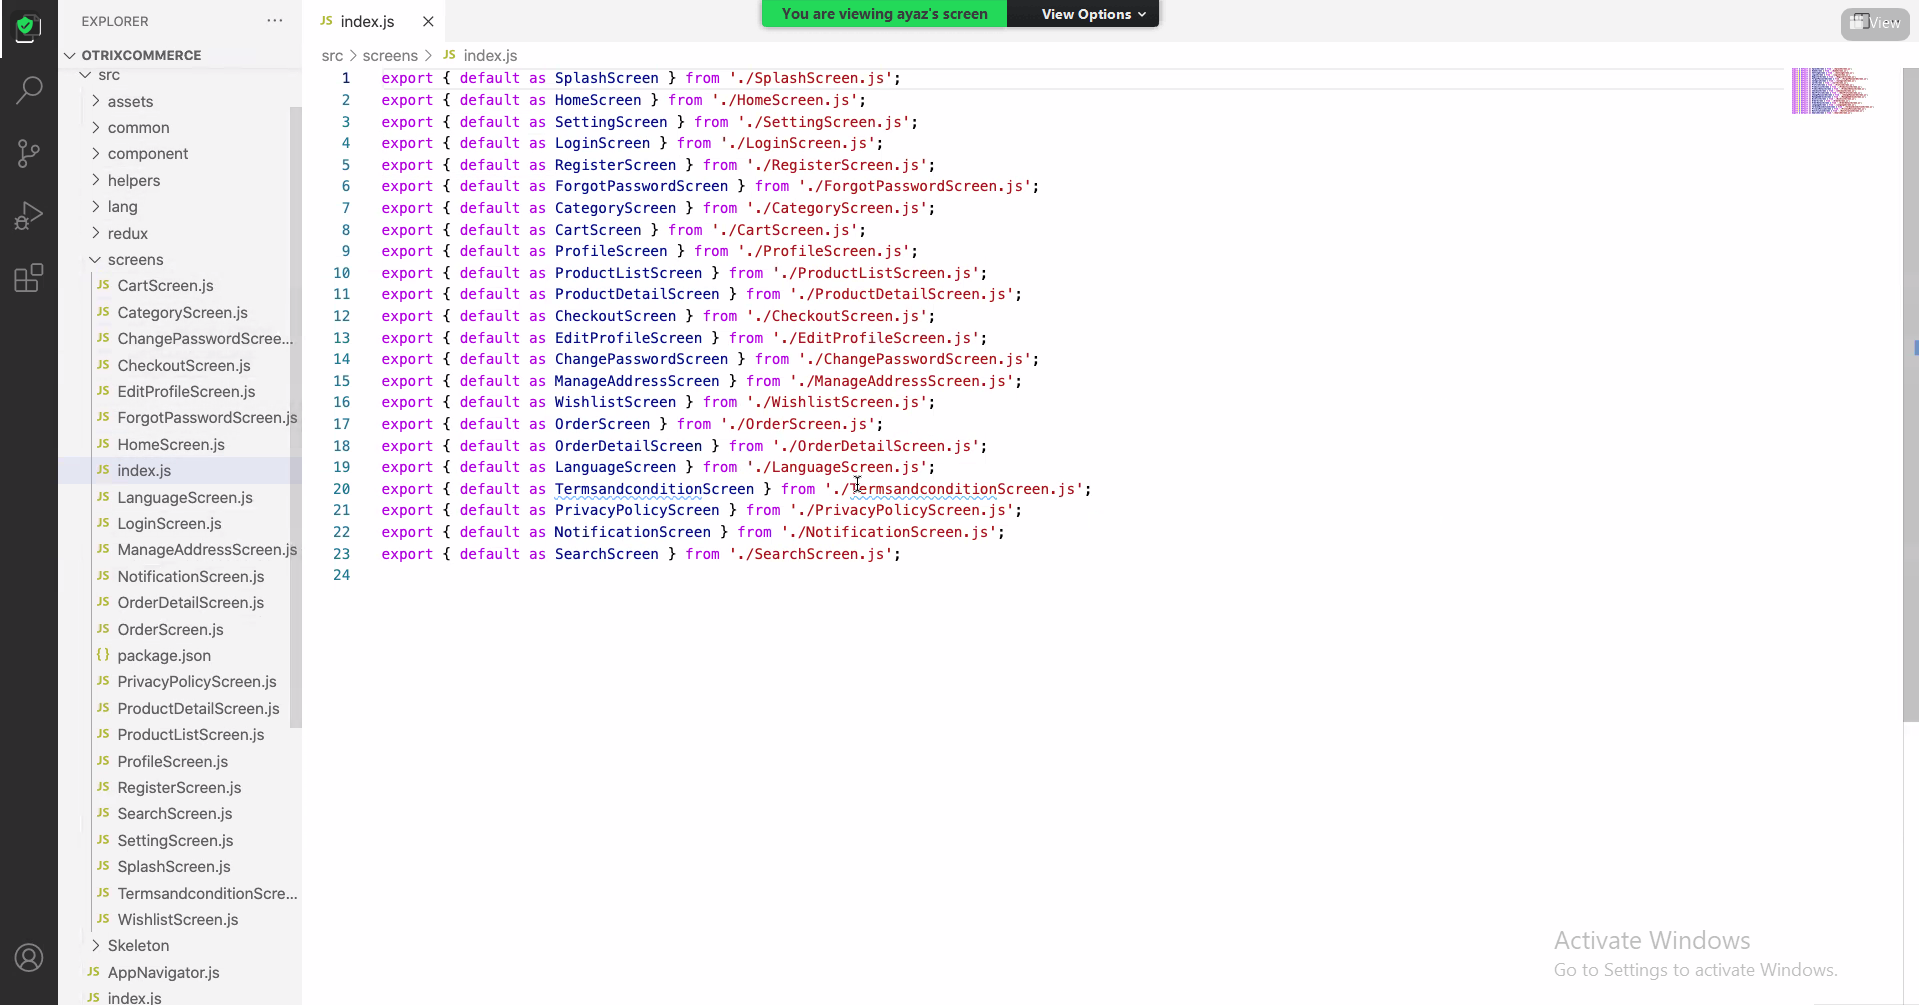 EXPLORER
···
JS index.js
You are viewing ayaz's screen
View Options
View
OTRIXCOMMERCE
src > screens > JS index.js
src
assets
common
component
helpers
lang
redux
screens
JS CartScreen.js
JS CategoryScreen.js
JS ChangePasswordScree...
JS CheckoutScreen.js
JS EditProfileScreen.js
JS ForgotPasswordScreen.js
JS HomeScreen.js
JS index.js
JS LanguageScreen.js
JS LoginScreen.js
JS ManageAddressScreen.js
JS NotificationScreen.js
JS OrderDetailScreen.js
JS OrderScreen.js
{} package.json
JS PrivacyPolicyScreen.js
JS ProductDetailScreen.js
JS ProductListScreen.js
JS ProfileScreen.js
JS RegisterScreen.js
JS SearchScreen.js
JS SettingScreen.js
JS SplashScreen.js
JS TermsandconditionScre...
JS WishlistScreen.js
Skeleton
JS AppNavigator.js
JS index.js
1 export { default as SplashScreen } from './SplashScreen.js';
2 export { default as HomeScreen } from './HomeScreen.js';
3 export { default as SettingScreen } from './SettingScreen.js';
4 export { default as LoginScreen } from './LoginScreen.js';
5 export { default as RegisterScreen } from './RegisterScreen.js';
6 export { default as ForgotPasswordScreen } from './ForgotPasswordScreen.js';
7 export { default as CategoryScreen } from './CategoryScreen.js';
8 export { default as CartScreen } from './CartScreen.js';
9 export { default as ProfileScreen } from './ProfileScreen.js';
10 export { default as ProductListScreen } from './ProductListScreen.js';
11 export { default as ProductDetailScreen } from './ProductDetailScreen.js';
12 export { default as CheckoutScreen } from './CheckoutScreen.js';
13 export { default as EditProfileScreen } from './EditProfileScreen.js';
14 export { default as ChangePasswordScreen } from './ChangePasswordScreen.js';
15 export { default as ManageAddressScreen } from './ManageAddressScreen.js';
16 export { default as WishlistScreen } from './WishlistScreen.js';
17 export { default as OrderScreen } from './OrderScreen.js';
18 export { default as OrderDetailScreen } from './OrderDetailScreen.js';
19 export { default as LanguageScreen } from './LanguageScreen.js';
20 export { default as TermsandconditionScreen } from './TermsandconditionScreen.js';
21 export { default as PrivacyPolicyScreen } from './PrivacyPolicyScreen.js';
22 export { default as NotificationScreen } from './NotificationScreen.js';
23 export { default as SearchScreen } from './SearchScreen.js';
24
Activate Windows
Go to Settings to activate Windows.